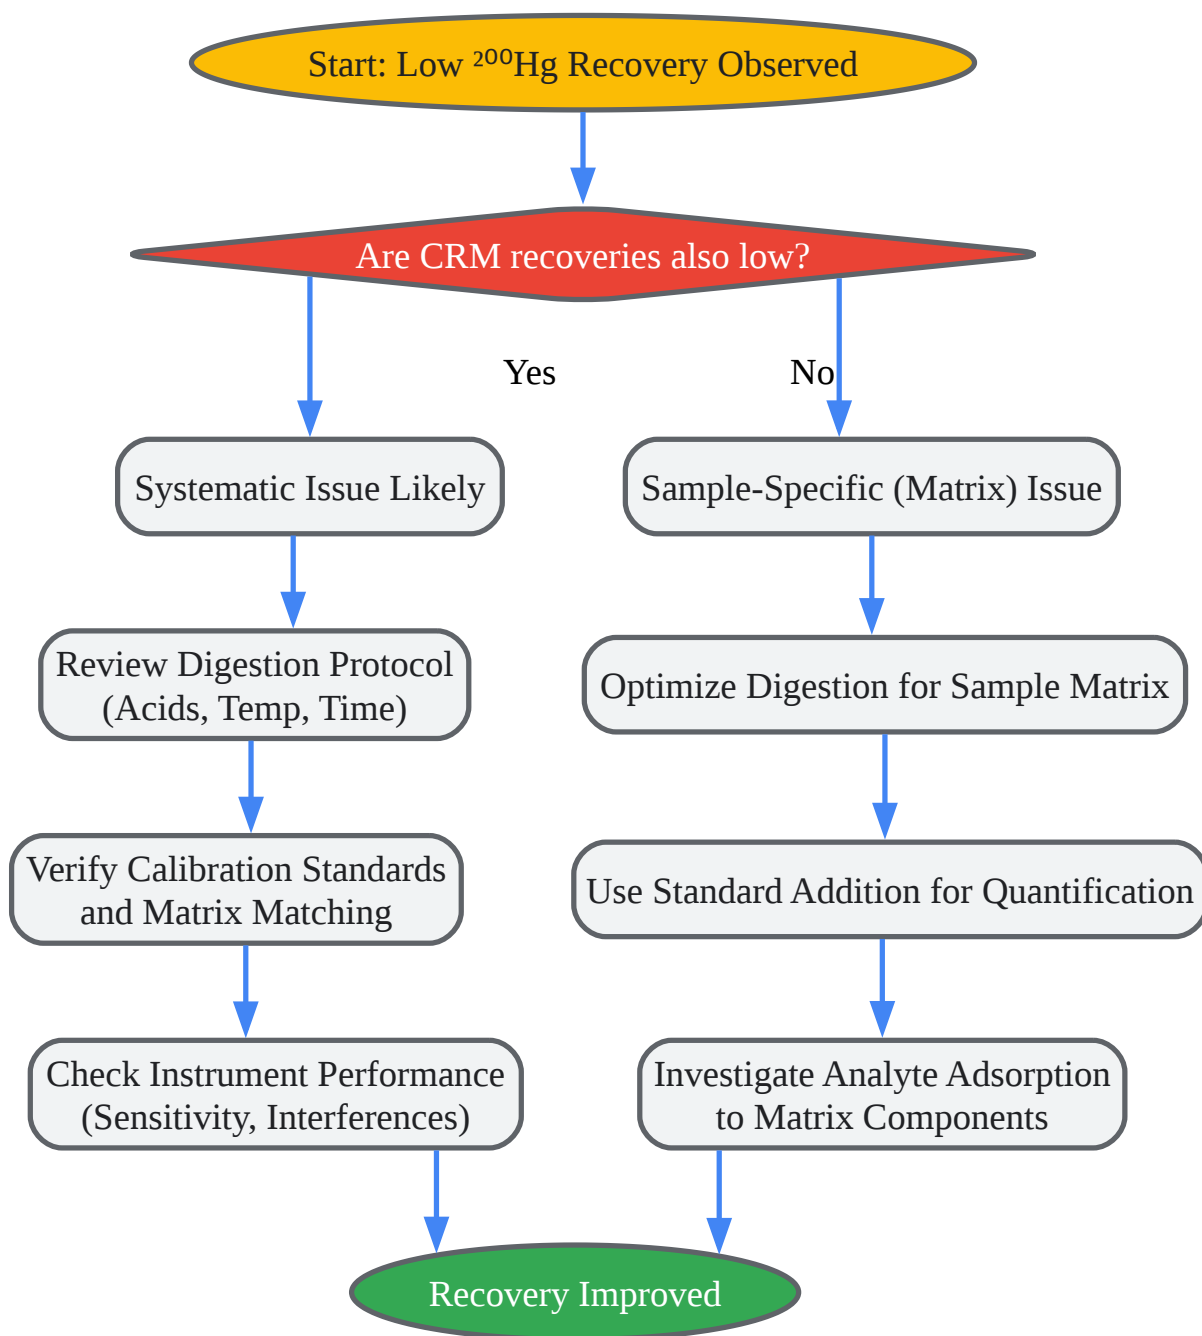 Start: Low ²⁰⁰Hg Recovery Observed
Are CRM recoveries also low?
Yes
No
Systematic Issue Likely
Sample-Specific (Matrix) Issue
Review Digestion Protocol
(Acids, Temp, Time)
Optimize Digestion for Sample Matrix
Verify Calibration Standards
and Matrix Matching
Use Standard Addition for Quantification
Check Instrument Performance
(Sensitivity, Interferences)
Investigate Analyte Adsorption
to Matrix Components
Recovery Improved